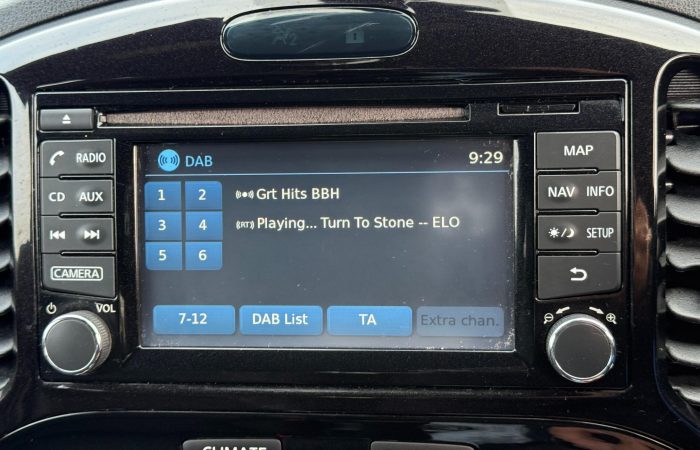 DAB 9:29
1 2 Grt Hits BBH
3 4 (RT) Playing... Turn To Stone -- ELO
5 6
7-12 DAB List TA Extra chan.
RADIO
CD AUX
CAMERA
VOL
MAP
NAV INFO
SETUP
CLIMATE